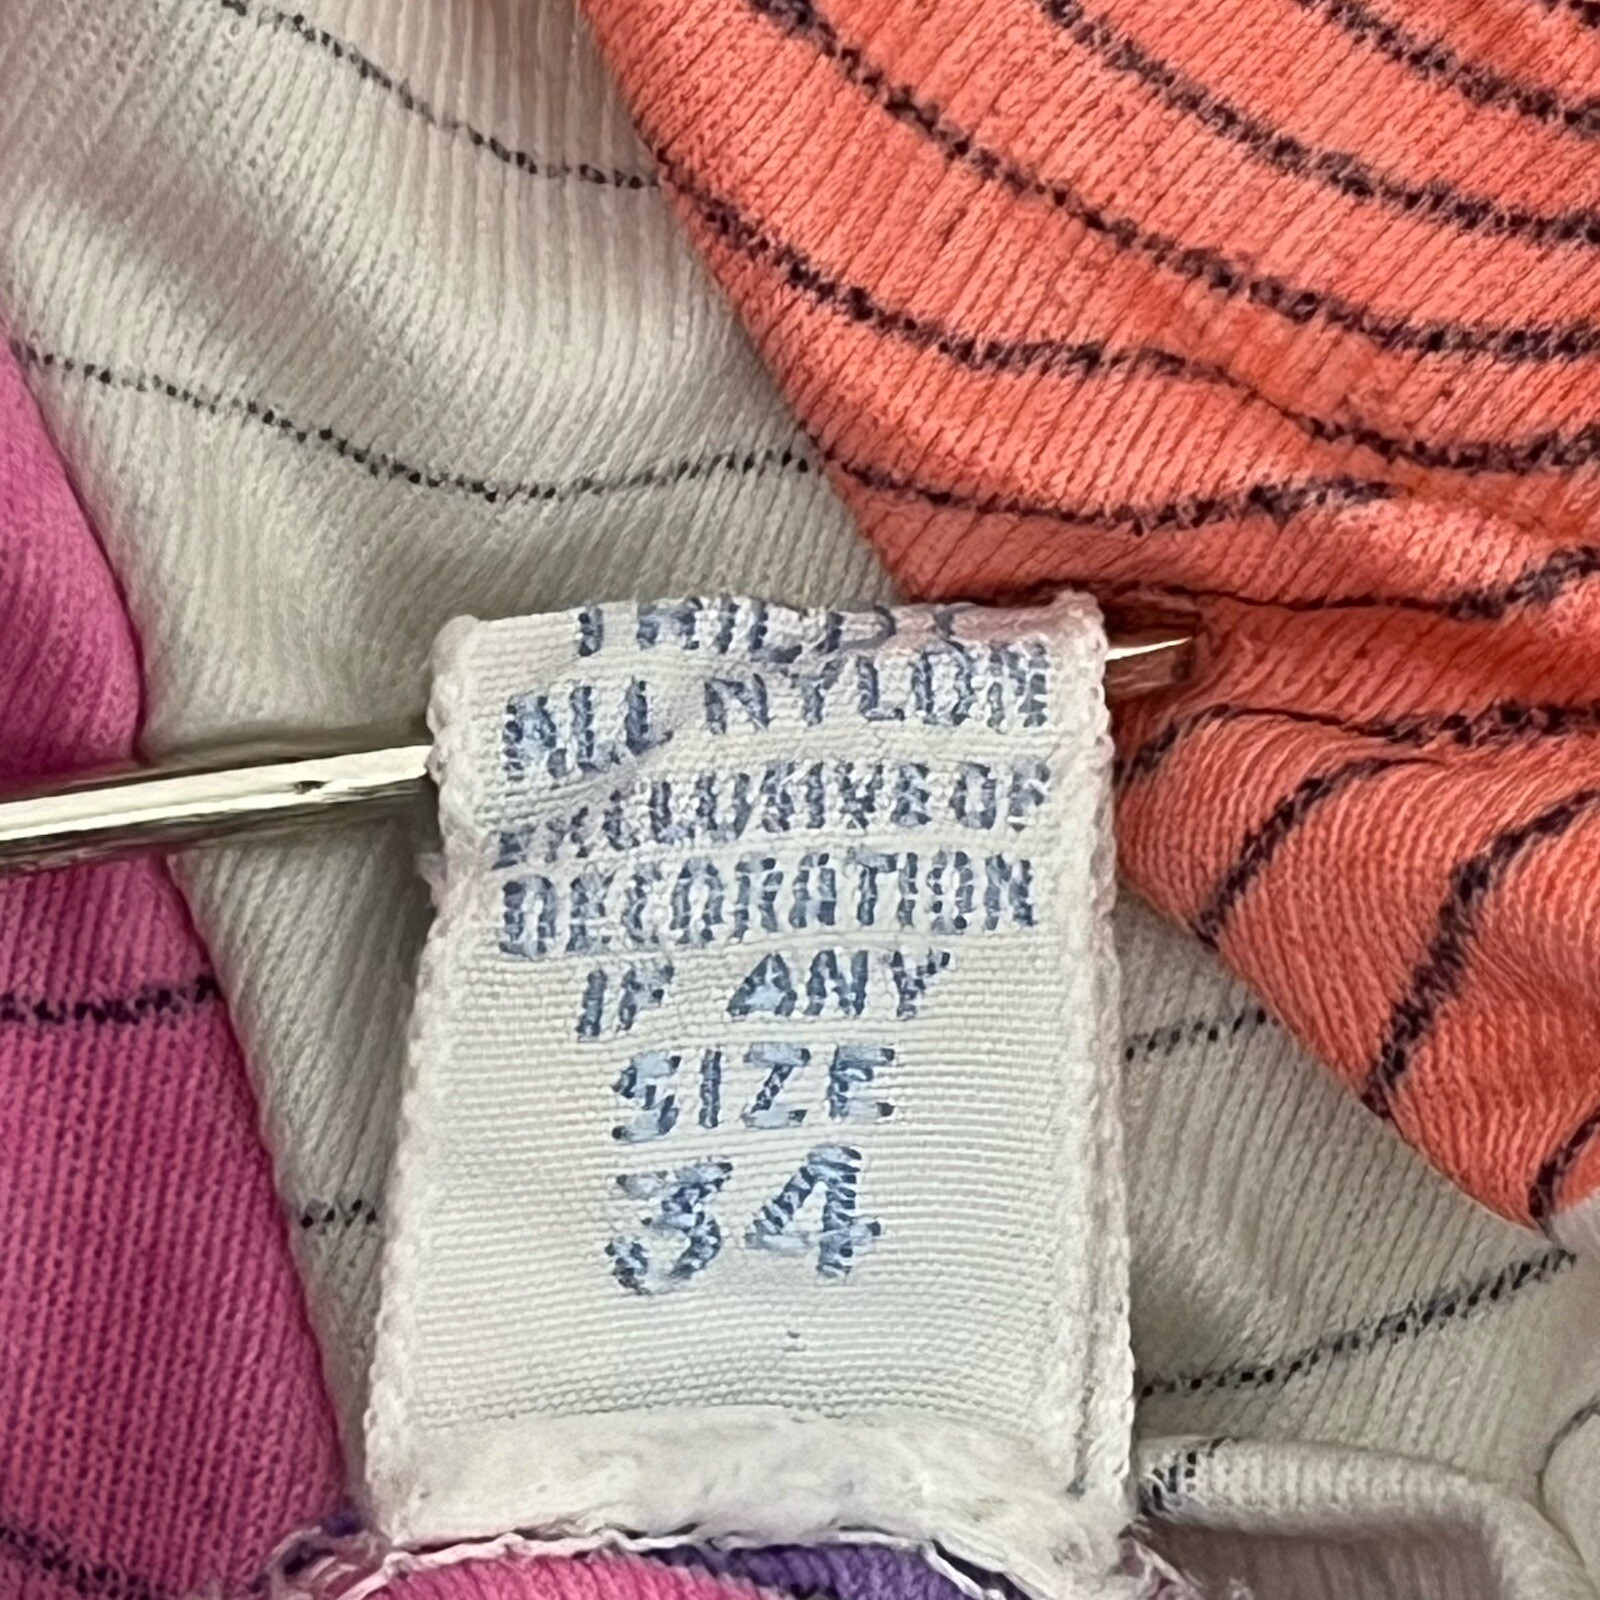 ALL NYLON
EXCLUSIVE OF
DECORATION
IF ANY
SIZE
34